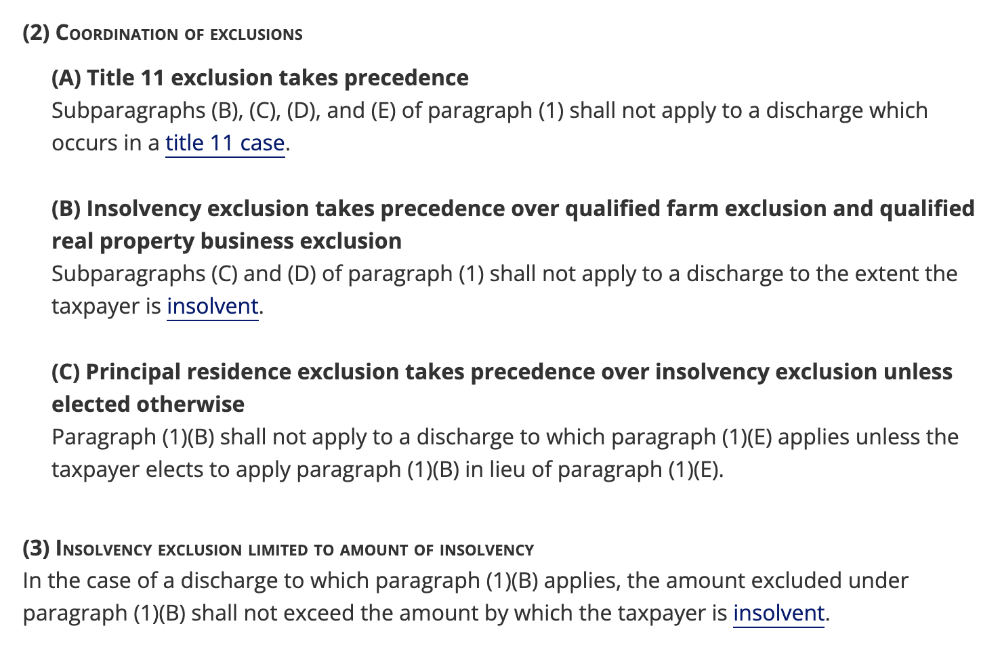 (2) Coordination of exclusions
(A) Title 11 exclusion takes precedence
Subparagraphs (B), (C), (D), and (E) of paragraph (1) shall not apply to a discharge which
occurs in a title 11 case.
(B) Insolvency exclusion takes precedence over qualified farm exclusion and qualified
real property business exclusion
Subparagraphs (C) and (D) of paragraph (1) shall not apply to a discharge to the extent the
taxpayer is insolvent.
(C) Principal residence exclusion takes precedence over insolvency exclusion unless
elected otherwise
Paragraph (1)(B) shall not apply to a discharge to which paragraph (1)(E) applies unless the
taxpayer elects to apply paragraph (1)(B) in lieu of paragraph (1)(E).
(3) Insolvency exclusion limited to amount of insolvency
In the case of a discharge to which paragraph (1)(B) applies, the amount excluded under
paragraph (1)(B) shall not exceed the amount by which the taxpayer is insolvent.